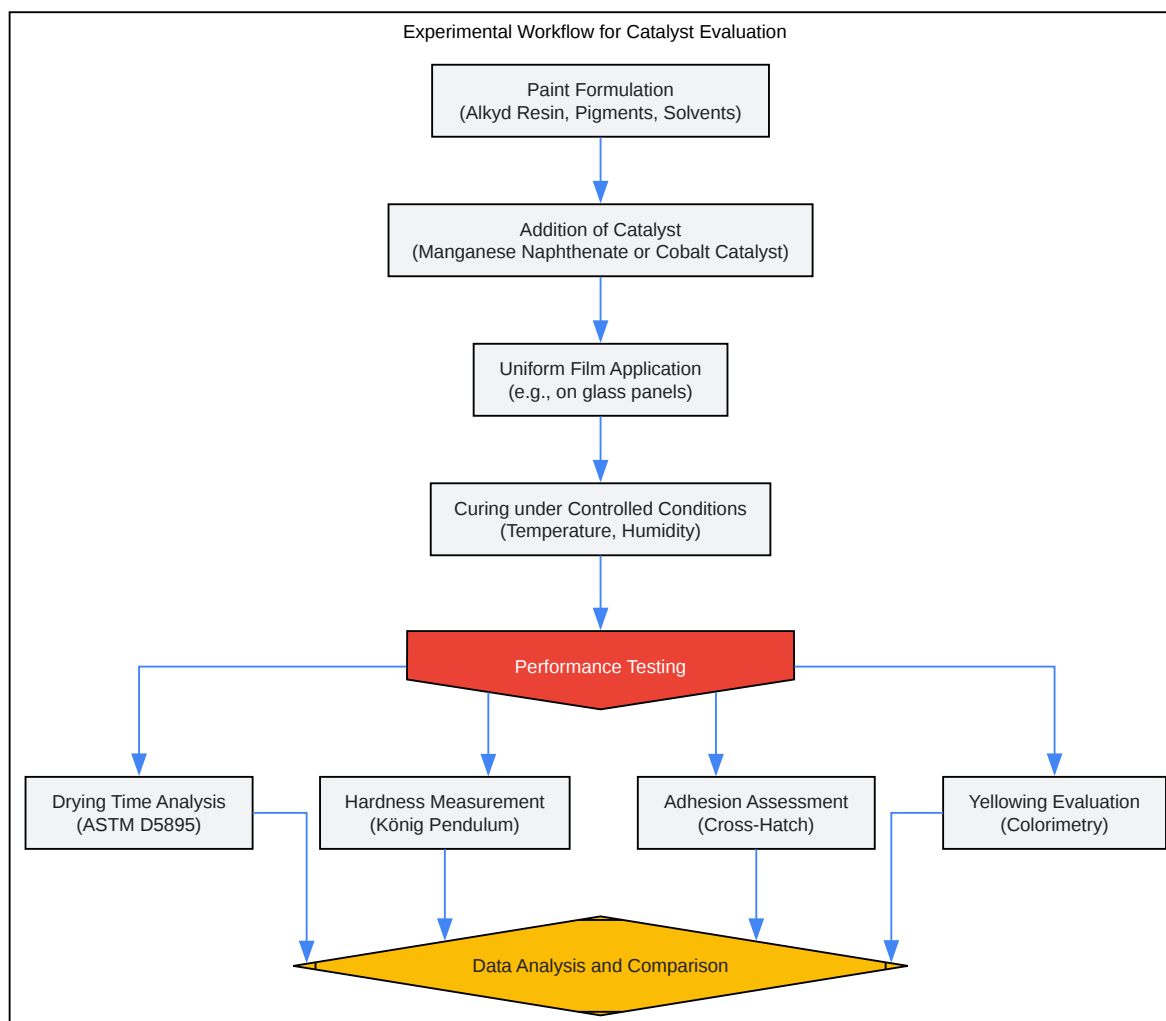 Experimental Workflow for Catalyst Evaluation
Paint Formulation
(Alkyd Resin, Pigments, Solvents)
Addition of Catalyst
(Manganese Naphthenate or Cobalt Catalyst)
Uniform Film Application
(e.g., on glass panels)
Curing under Controlled Conditions
(Temperature, Humidity)
Performance Testing
Drying Time Analysis
(ASTM D5895)
Hardness Measurement
(König Pendulum)
Adhesion Assessment
(Cross-Hatch)
Yellowing Evaluation
(Colorimetry)
Data Analysis and Comparison